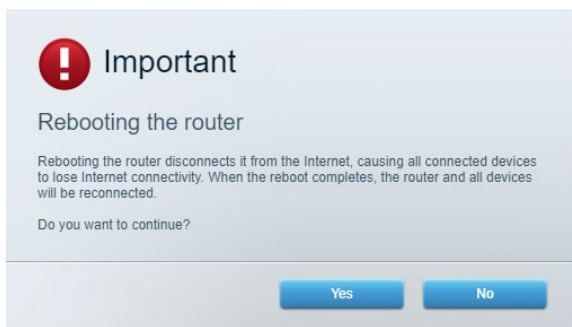 Important
Rebooting the router
Rebooting the router disconnects it from the Internet, causing all connected devices
to lose Internet connectivity. When the reboot completes, the router and all devices
will be reconnected.
Do you want to continue?
Yes
No